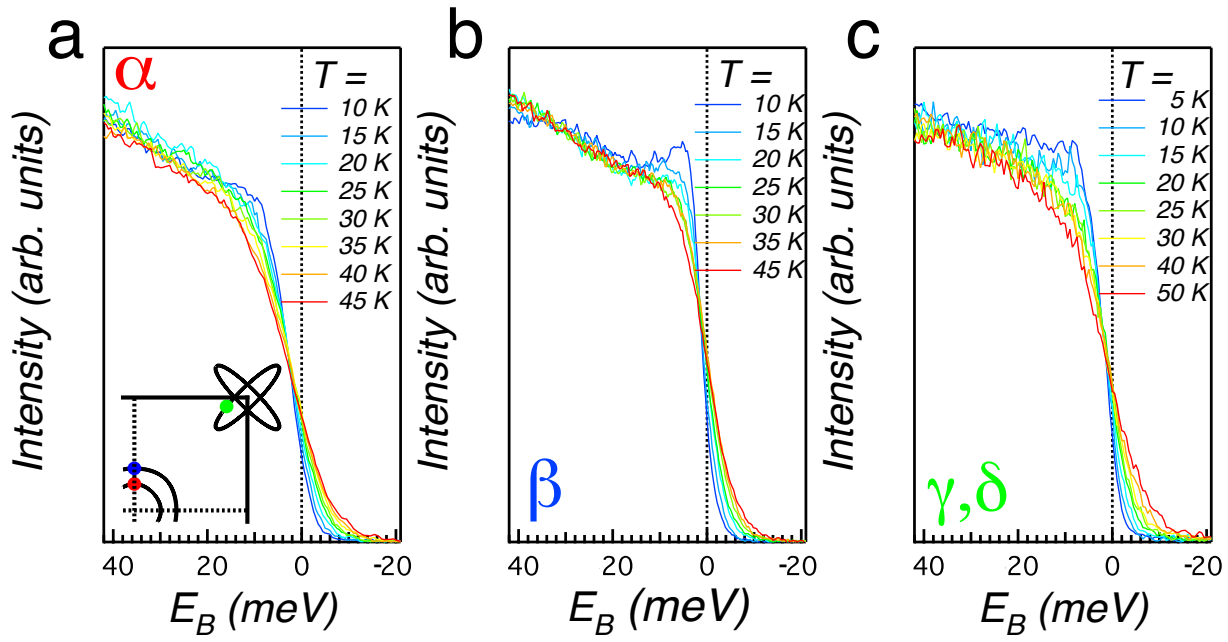 a
α
T =
10 K
15 K
20 K
25 K
30 K
35 K
40 K
45 K
Intensity (arb. units)
40
20
0
-20
E_B (meV)
b
T =
10 K
15 K
20 K
25 K
30 K
35 K
45 K
β
Intensity (arb. units)
40
20
0
-20
E_B (meV)
c
T =
5 K
10 K
15 K
20 K
25 K
30 K
40 K
50 K
γ,δ
Intensity (arb. units)
40
20
0
-20
E_B (meV)